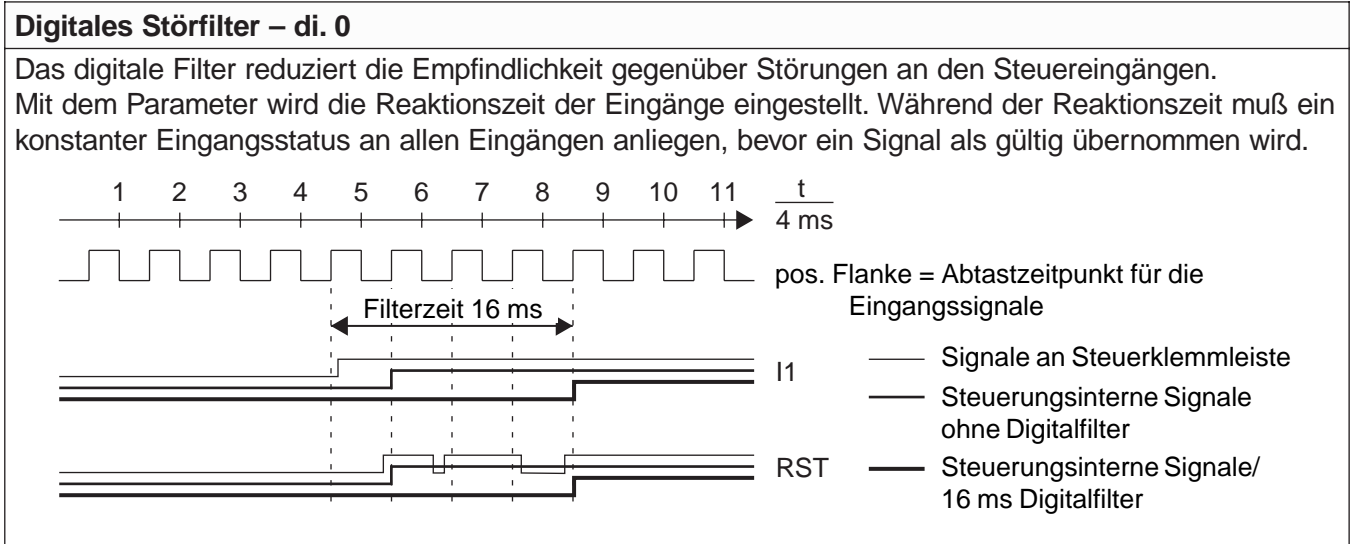 Digitales Störfilter – di. 0
Das digitale Filter reduziert die Empfindlichkeit gegenüber Störungen an den Steuereingängen.
Mit dem Parameter wird die Reaktionszeit der Eingänge eingestellt. Während der Reaktionszeit muß ein
konstanter Eingangsstatus an allen Eingängen anliegen, bevor ein Signal als gültig übernommen wird.
1 2 3 4 5 6 7 8 9 10 11
t
4 ms
pos. Flanke = Abtastzeitpunkt für die
Eingangssignale
Filterzeit 16 ms
I1
Signale an Steuerklemmleiste
Steuerungsinterne Signale
ohne Digitalfilter
RST
Steuerungsinterne Signale/
16 ms Digitalfilter